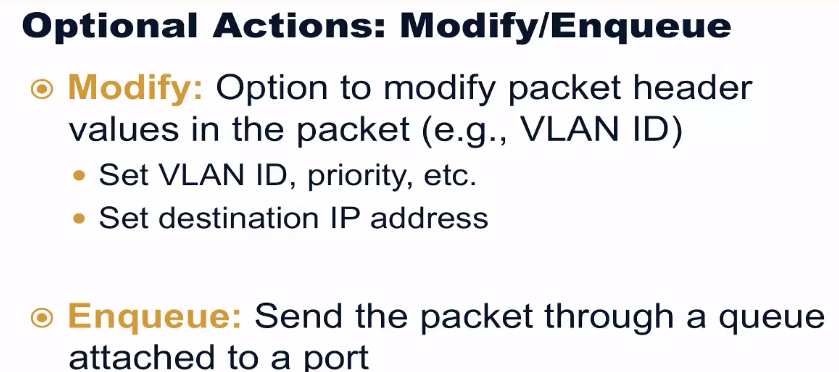 Optional Actions: Modify/Enqueue
Modify: Option to modify packet header
values in the packet (e.g., VLAN ID)
• Set VLAN ID, priority, etc.
• Set destination IP address
Enqueue: Send the packet through a queue
attached to a port